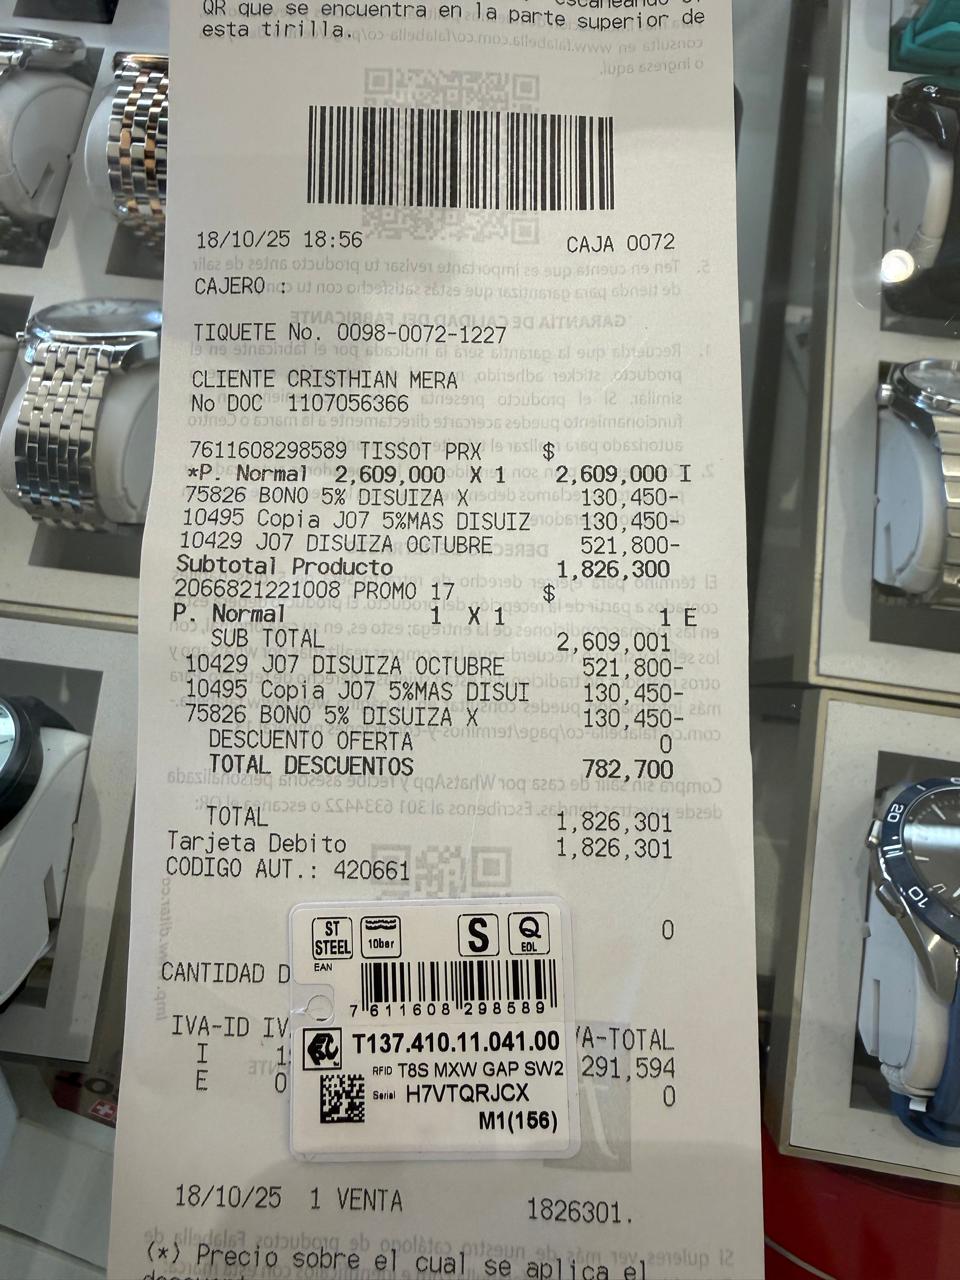 QR que se encuentra en la parte superior de
esta tirilla.
18/10/25 18:56 CAJA 0072
CAJERO :
TIQUETE No. 0098-0072-1227
CLIENTE CRISTHIAN MERA
No DOC 1107056366
7611608298589 TISSOT PRX $
*P. Normal 2,609,000 X 1 2,609,000 I
75826 BONO 5% DISUIZA X 130,450-
10495 Copia J07 5%MAS DISUIZ 130,450-
10429 J07 DISUIZA OCTUBRE 521,800-
Subtotal Producto 1,826,300
2066821221008 PROMO 17 $
P. Normal 1 X 1 1 E
SUB TOTAL 2,609,001
10429 J07 DISUIZA OCTUBRE 521,800-
10495 Copia J07 5%MAS DISUI 130,450-
75826 BONO 5% DISUIZA X 130,450-
DESCUENTO OFERTA 0
TOTAL DESCUENTOS 782,700
TOTAL 1,826,301
Tarjeta Debito 1,826,301
CODIGO AUT.: 420661
0
CANTIDAD D
IVA-ID IV A-TOTAL
I 1 291,594
E 0 0
ST STEEL
10bar
S
Q EOL
EAN
7 611608 298589
T137.410.11.041.00
RFID T8S MXW GAP SW2
Serial H7VTQRJCX
M1(156)
18/10/25 1 VENTA 1826301.
(*) Precio sobre el cual se aplica el